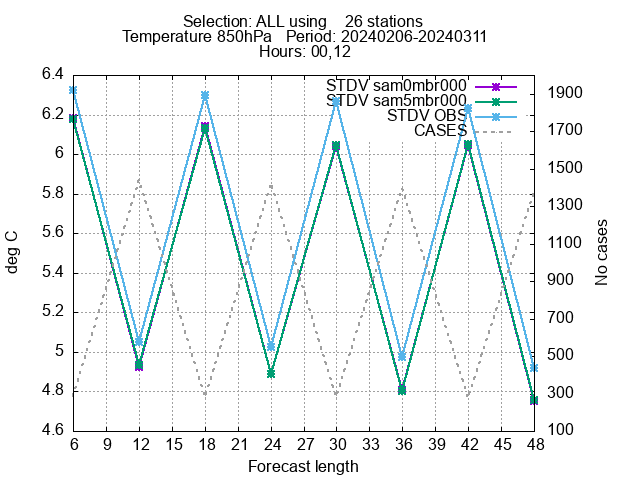 Selection: ALL using    26 stations
Temperature 850hPa   Period: 20240206-20240311
Hours: 00,12
STDV sam0mbr000
STDV sam5mbr000
STDV OBS
CASES
deg C
6.4
6.2
6
5.8
5.6
5.4
5.2
5
4.8
4.6
1900
1700
1500
1300
1100
900
700
500
300
100
No cases
6 9 12 15 18 21 24 27 30 33 36 39 42 45 48
Forecast length